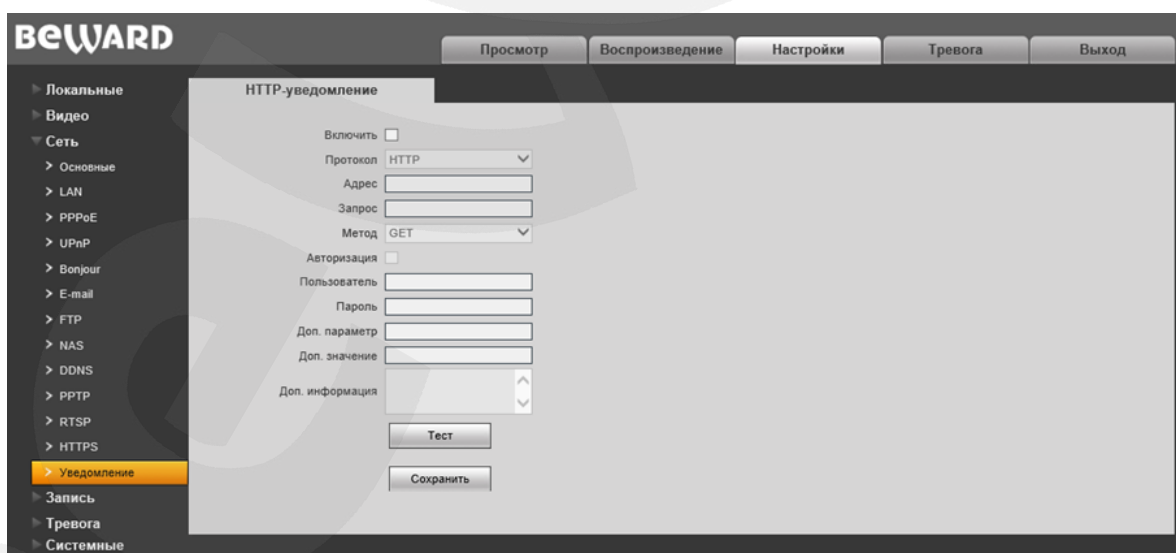 BEWARD
Просмотр
Воспроизведение
Настройки
Тревога
Выход
Локальные
Видео
Сеть
Основные
LAN
PPPoE
UPnP
Bonjour
E-mail
FTP
NAS
DDNS
PPTP
RTSP
HTTPS
Уведомление
Запись
Тревога
Системные
HTTP-уведомление
Включить
Протокол HTTP
Адрес
Запрос
Метод GET
Авторизация
Пользователь
Пароль
Доп. параметр
Доп. значение
Доп. информация
Тест
Сохранить